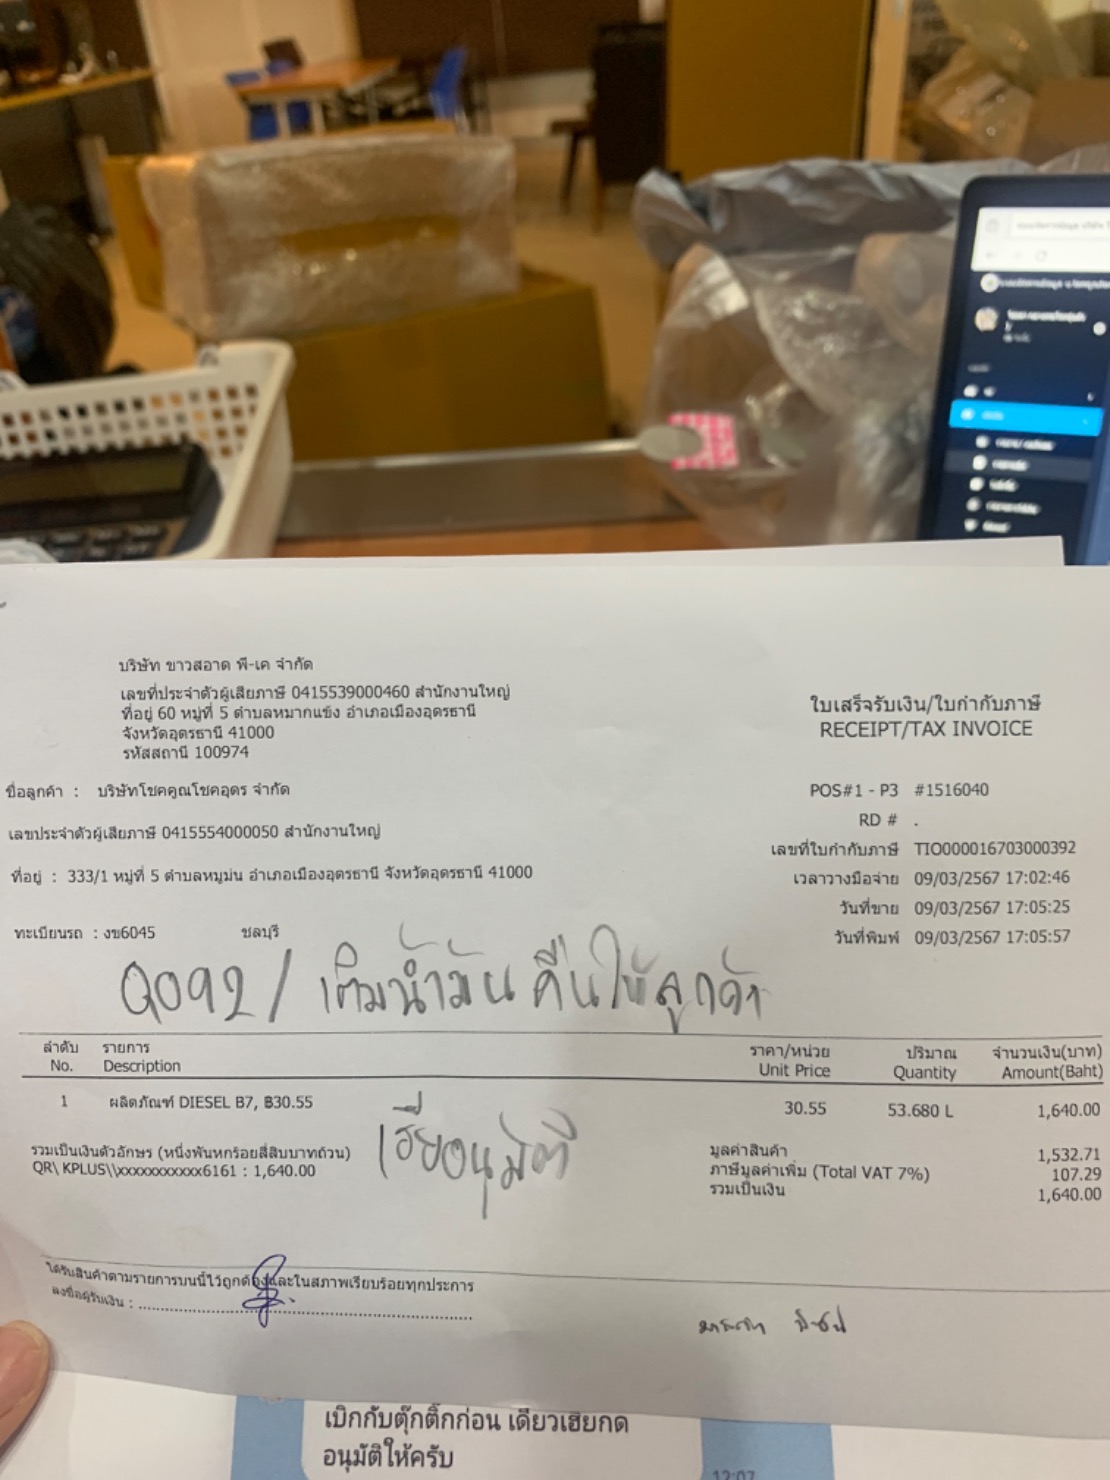 บริษัท ขาวสอาด พี-เค จำกัด
เลขที่ประจำตัวผู้เสียภาษี 0415539000460 สำนักงานใหญ่
ที่อยู่ 60 หมู่ที่ 5 ตำบลหมากแข้ง อำเภอเมืองอุดรธานี
จังหวัดอุดรธานี 41000
รหัสสถานี 100974
ใบเสร็จรับเงิน/ใบกำกับภาษี
RECEIPT/TAX INVOICE
ชื่อลูกค้า : บริษัทโชคคูณโชคอุดร จำกัด
POS#1 - P3 #1516040
RD # .
เลขประจำตัวผู้เสียภาษี 0415554000050 สำนักงานใหญ่
เลขที่ใบกำกับภาษี TIO000016703000392
ที่อยู่ : 333/1 หมู่ที่ 5 ตำบลหมูม่น อำเภอเมืองอุดรธานี จังหวัดอุดรธานี 41000
เวลาวางมือจ่าย 09/03/2567 17:02:46
วันที่ขาย 09/03/2567 17:05:25
ทะเบียนรถ : งข6045 ชลบุรี
วันที่พิมพ์ 09/03/2567 17:05:57
Q092/ เติมน้ำมัน คืนให้ลูกค้า
ลำดับ รายการ ราคา/หน่วย ปริมาณ จำนวนเงิน(บาท)
No. Description Unit Price Quantity Amount(Baht)
1 ผลิตภัณฑ์ DIESEL B7, ฿30.55 30.55 53.680 L 1,640.00
เฮียอนุมัติ
รวมเป็นเงินตัวอักษร (หนึ่งพันหกร้อยสี่สิบบาทถ้วน)
QR\ KPLUS\\xxxxxxxxxxx6161 : 1,640.00
มูลค่าสินค้า 1,532.71
ภาษีมูลค่าเพิ่ม (Total VAT 7%) 107.29
รวมเป็นเงิน 1,640.00
ได้รับสินค้าตามรายการบนนี้ไว้ถูกต้องและในสภาพเรียบร้อยทุกประการ
ลงชื่อผู้รับเงิน :
เบิกกับตุ๊กติ๊กก่อน เดียวเฮียกด
อนุมัติให้ครับ
12:07